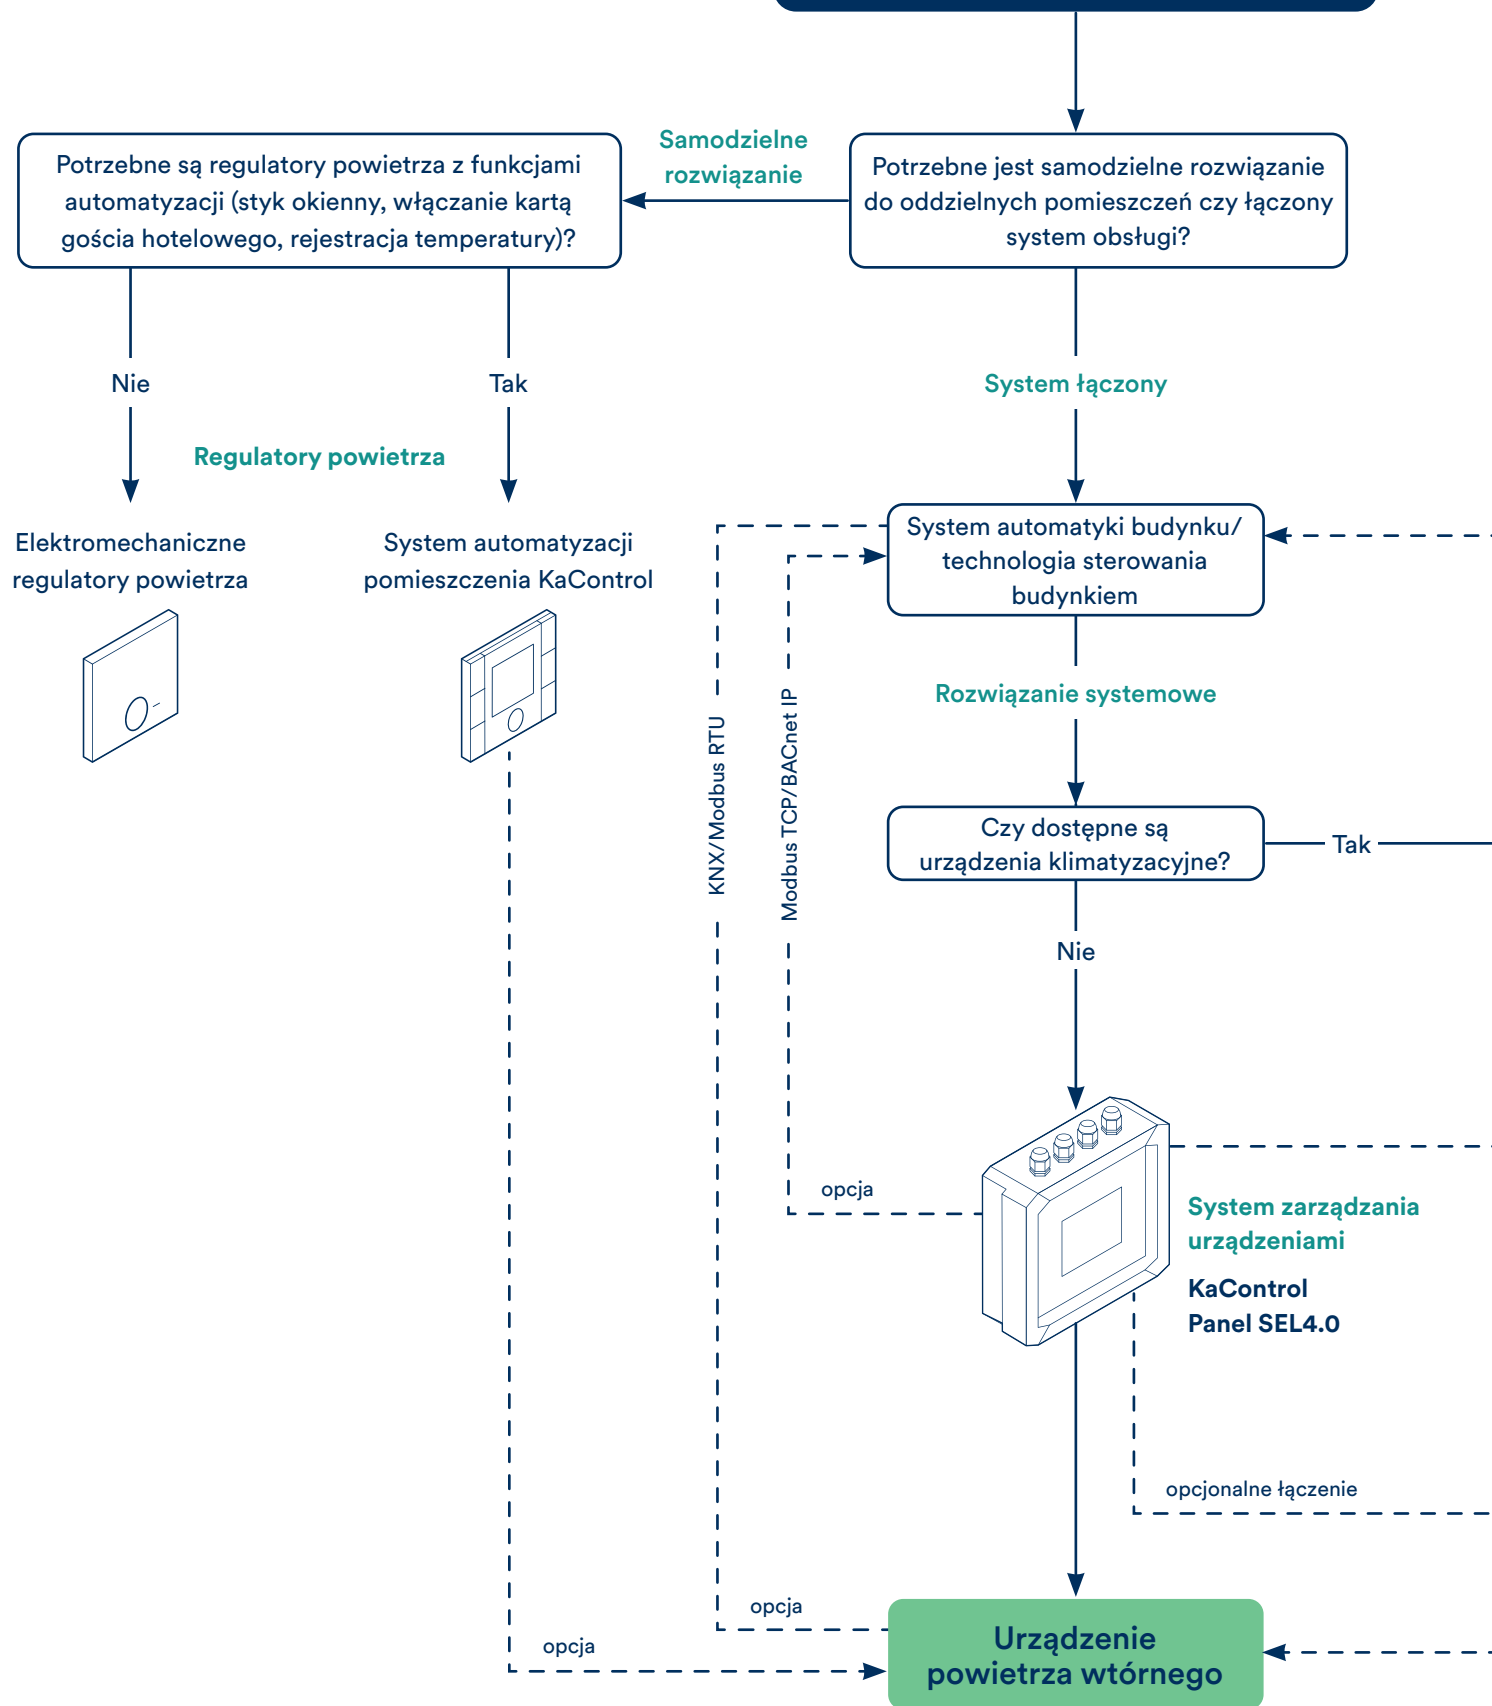 Samodzielne
rozwiązanie
Potrzebne są regulatory powietrza z funkcjami
automatyzacji (styk okienny, włączanie kartą
gościa hotelowego, rejestracja temperatury)?
Potrzebne jest samodzielne rozwiązanie
do oddzielnych pomieszczeń czy łączony
system obsługi?
Nie
Tak
System łączony
Regulatory powietrza
Elektromechaniczne
regulatory powietrza
System automatyzacji
pomieszczenia KaControl
System automatyki budynku/
technologia sterowania
budynkiem
Rozwiązanie systemowe
KNX/Modbus RTU
Modbus TCP/BACnet IP
Czy dostępne są
urządzenia klimatyzacyjne?
Tak
Nie
opcja
System zarządzania
urządzeniami
KaControl
Panel SEL4.0
opcjonalne łączenie
opcja
opcja
Urządzenie
powietrza wtórnego